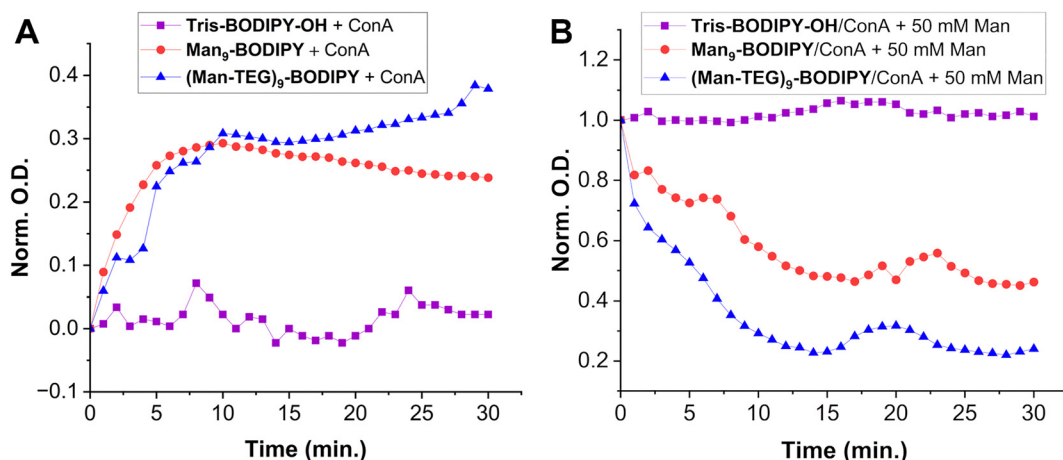 A
Tris-BODIPY-OH + ConA
Man9-BODIPY + ConA
(Man-TEG)9-BODIPY + ConA
Norm. O.D.
0.4
0.3
0.2
0.1
0.0
−0.1
0 5 10 15 20 25 30
Time (min.)
B
Tris-BODIPY-OH/ConA + 50 mM Man
Man9-BODIPY/ConA + 50 mM Man
(Man-TEG)9-BODIPY/ConA + 50 mM Man
Norm. O.D.
1.2
1.0
0.8
0.6
0.4
0.2
0 5 10 15 20 25 30
Time (min.)